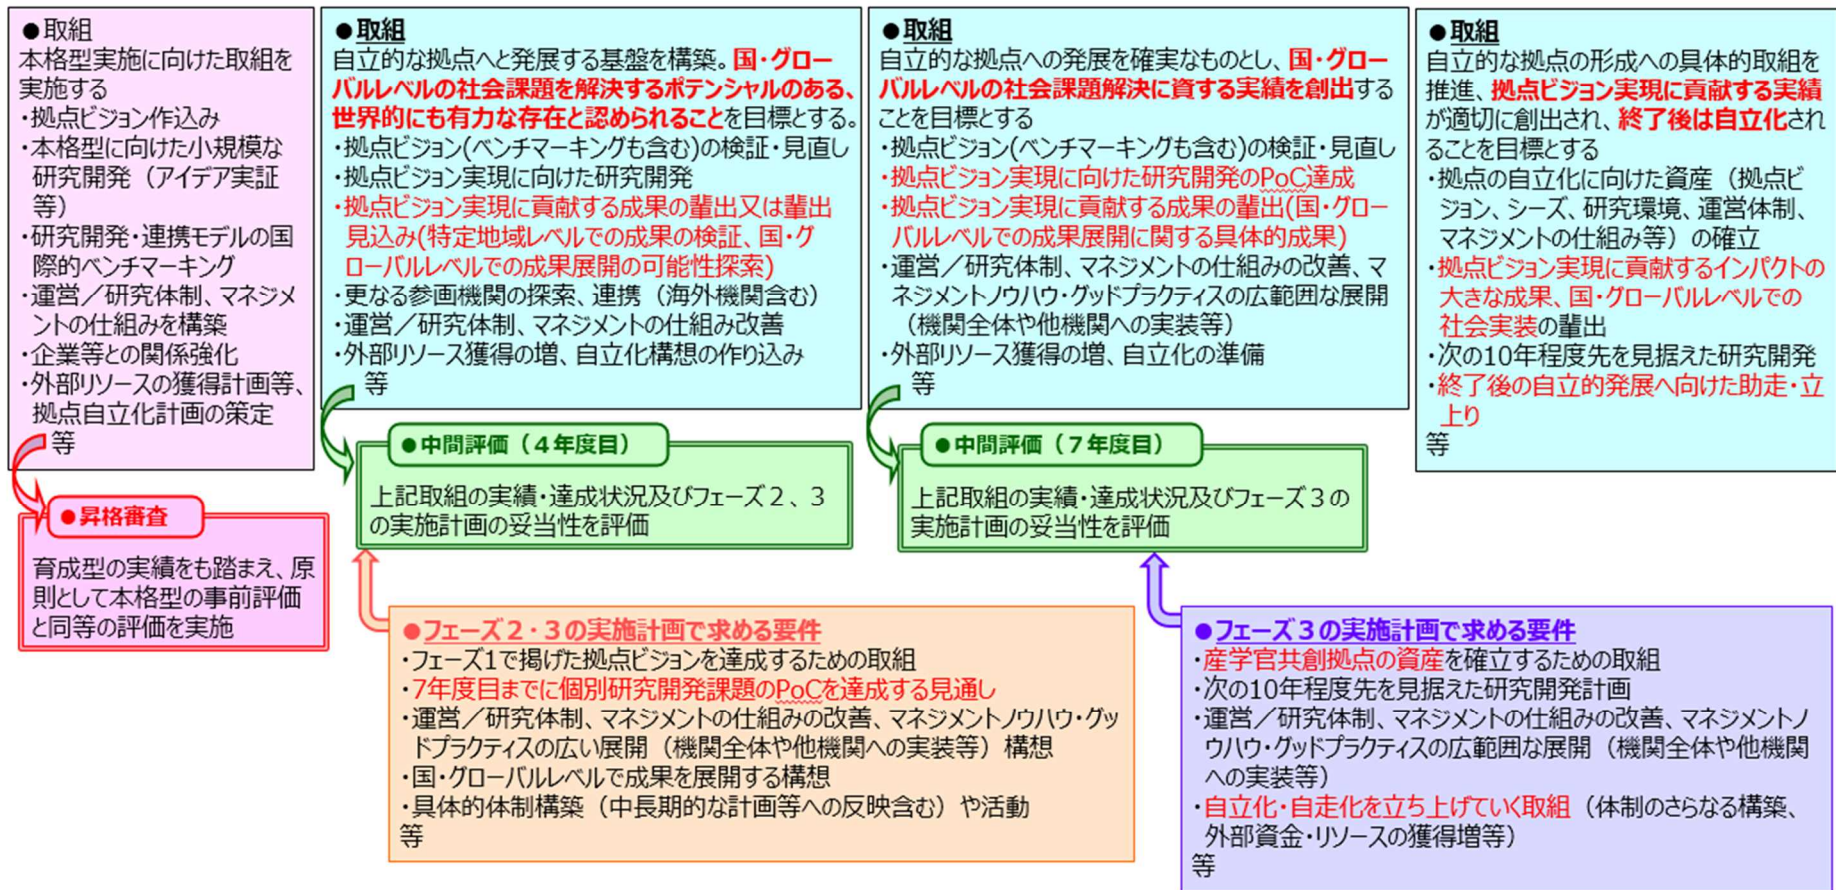 ●取組
本格型実施に向けた取組を
実施する
・拠点ビジョン作込み
・本格型に向けた小規模な
研究開発（アイデア実証
等）
・研究開発・連携モデルの国
際的ベンチマーキング
・運営／研究体制、マネジメ
ントの仕組みを構築
・企業等との関係強化
・外部リソースの獲得計画等、
拠点自立化計画の策定
等
●昇格審査
育成型の実績をも踏まえ、原
則として本格型の事前評価
と同等の評価を実施
●取組
自立的な拠点へと発展する基盤を構築。国・グロー
バルレベルの社会課題を解決するポテンシャルのある、
世界的にも有力な存在と認められることを目標とする。
・拠点ビジョン(ベンチマーキングも含む)の検証・見直し
・拠点ビジョン実現に向けた研究開発
・拠点ビジョン実現に貢献する成果の輩出又は輩出
見込み(特定地域レベルでの成果の検証、国・グ
ローバルレベルでの成果展開の可能性探索)
・更なる参画機関の探索、連携（海外機関含む）
・運営／研究体制、マネジメントの仕組み改善
・外部リソース獲得の増、自立化構想の作り込み
等
●中間評価（４年度目）
上記取組の実績・達成状況及びフェーズ２、３
の実施計画の妥当性を評価
●フェーズ２・３の実施計画で求める要件
・フェーズ1で掲げた拠点ビジョンを達成するための取組
・7年度目までに個別研究開発課題のPoCを達成する見通し
・運営／研究体制、マネジメントの仕組みの改善、マネジメントノウハウ・グッ
ドプラクティスの広い展開（機関全体や他機関への実装等）構想
・国・グローバルレベルで成果を展開する構想
・具体的体制構築（中長期的な計画等への反映含む）や活動
等
●取組
自立的な拠点への発展を確実なものとし、国・グロー
バルレベルの社会課題解決に資する実績を創出する
ことを目標とする
・拠点ビジョン(ベンチマーキングも含む)の検証・見直し
・拠点ビジョン実現に向けた研究開発のPoC達成
・拠点ビジョン実現に貢献する成果の輩出(国・グロー
バルレベルでの成果展開に関する具体的成果)
・運営／研究体制、マネジメントの仕組みの改善、マ
ネジメントノウハウ・グッドプラクティスの広範囲な展開
（機関全体や他機関への実装等）
・外部リソース獲得の増、自立化の準備
等
●中間評価（７年度目）
上記取組の実績・達成状況及びフェーズ３の
実施計画の妥当性を評価
●フェーズ３の実施計画で求める要件
・産学官共創拠点の資産を確立するための取組
・次の10年程度先を見据えた研究開発計画
・運営／研究体制、マネジメントの仕組みの改善、マネジメントノ
ウハウ・グッドプラクティスの広範囲な展開（機関全体や他機関
への実装等）
・自立化・自走化を立ち上げていく取組（体制のさらなる構築、
外部資金・リソースの獲得増等）
等
●取組
自立的な拠点の形成への具体的取組を
推進、拠点ビジョン実現に貢献する実績
が適切に創出され、終了後は自立化され
ることを目標とする
・拠点の自立化に向けた資産（拠点ビ
ジョン、シーズ、研究環境、運営体制、
マネジメントの仕組み等）の確立
・拠点ビジョン実現に貢献するインパクトの
大きな成果、国・グローバルレベルでの
社会実装の輩出
・次の10年程度先を見据えた研究開発
・終了後の自立的発展へ向けた助走・立
上り
等